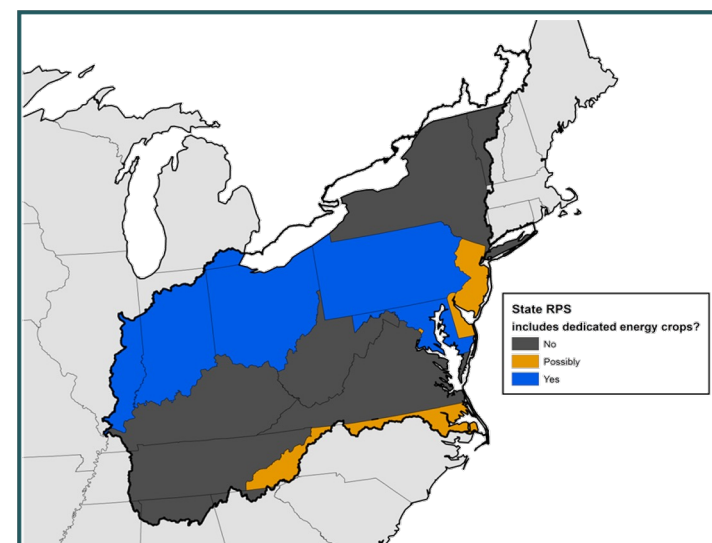 State RPS
includes dedicated energy crops?
No
Possibly
Yes